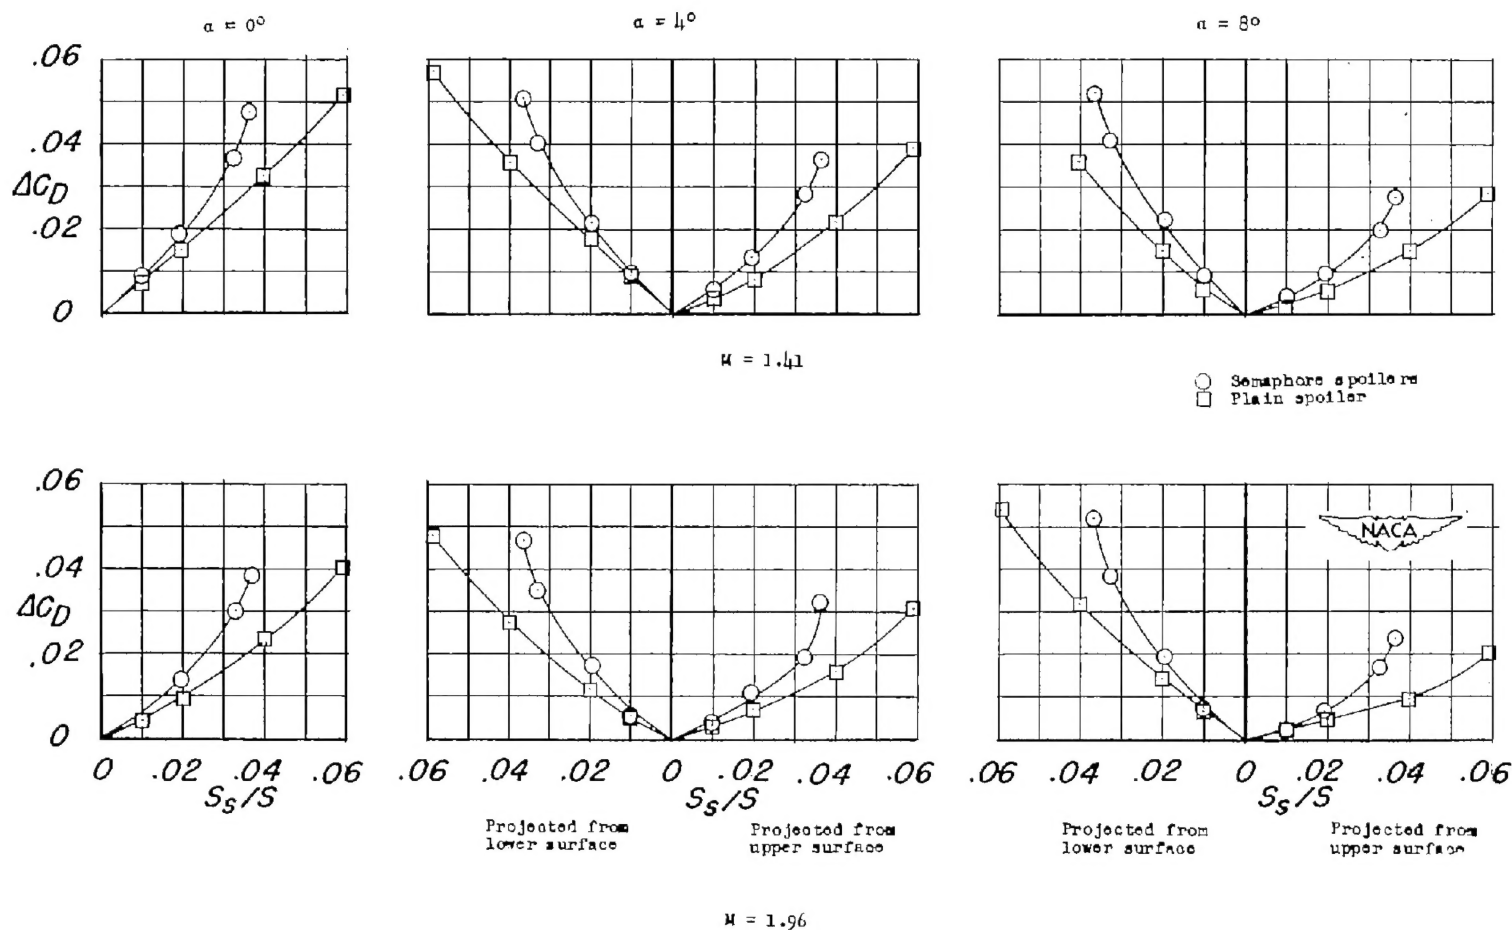 α = 0°
α = 4°
α = 8°
.06
.04
ΔC_D
.02
0
M = 1.41
Semaphore spoilers
Plain spoiler
.06
.04
ΔC_D
.02
0
NACA
0 .02 .04 .06
.06 .04 .02 0 .02 .04 .06
.06 .04 .02 0 .02 .04 .06
S_s/S
S_s/S
S_s/S
Projected from
lower surface
Projected from
upper surface
Projected from
lower surface
Projected from
upper surface
M = 1.96